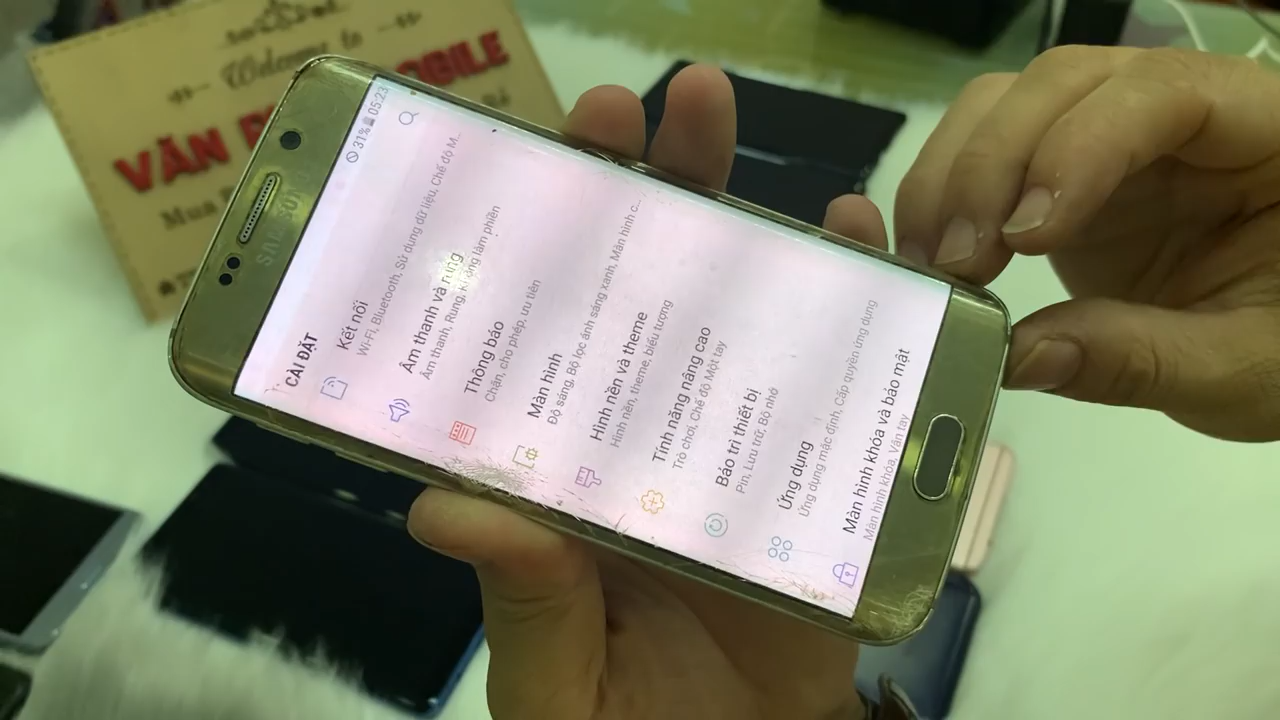 Welcome to
VĂN
MOBILE
Mua
SAMSUNG
31% 05:23
CÀI ĐẶT
Kết nối
Wi-Fi, Bluetooth, Sử dụng dữ liệu, Chế độ M...
Âm thanh và rung
Âm thanh, Rung, Không làm phiền
Thông báo
Chặn, cho phép, ưu tiên
Màn hình
Độ sáng, Bộ lọc ánh sáng xanh, Màn hình c...
Hình nền và theme
Hình nền, theme, biểu tượng
Tính năng nâng cao
Trò chơi, Chế độ Một tay
Bảo trì thiết bị
Pin, Lưu trữ, Bộ nhớ
Ứng dụng
Ứng dụng mặc định, Cấp quyền ứng dụng
Màn hình khóa và bảo mật
Màn hình khóa, Vân tay